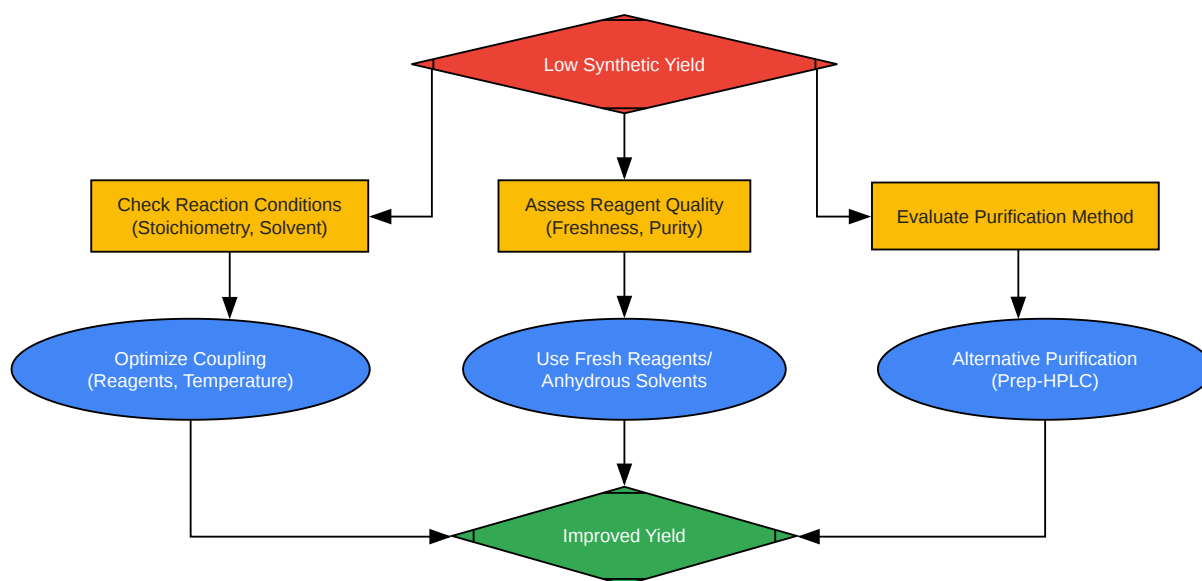 Low Synthetic Yield
Check Reaction Conditions
(Stoichiometry, Solvent)
Assess Reagent Quality
(Freshness, Purity)
Evaluate Purification Method
Optimize Coupling
(Reagents, Temperature)
Use Fresh Reagents/
Anhydrous Solvents
Alternative Purification
(Prep-HPLC)
Improved Yield